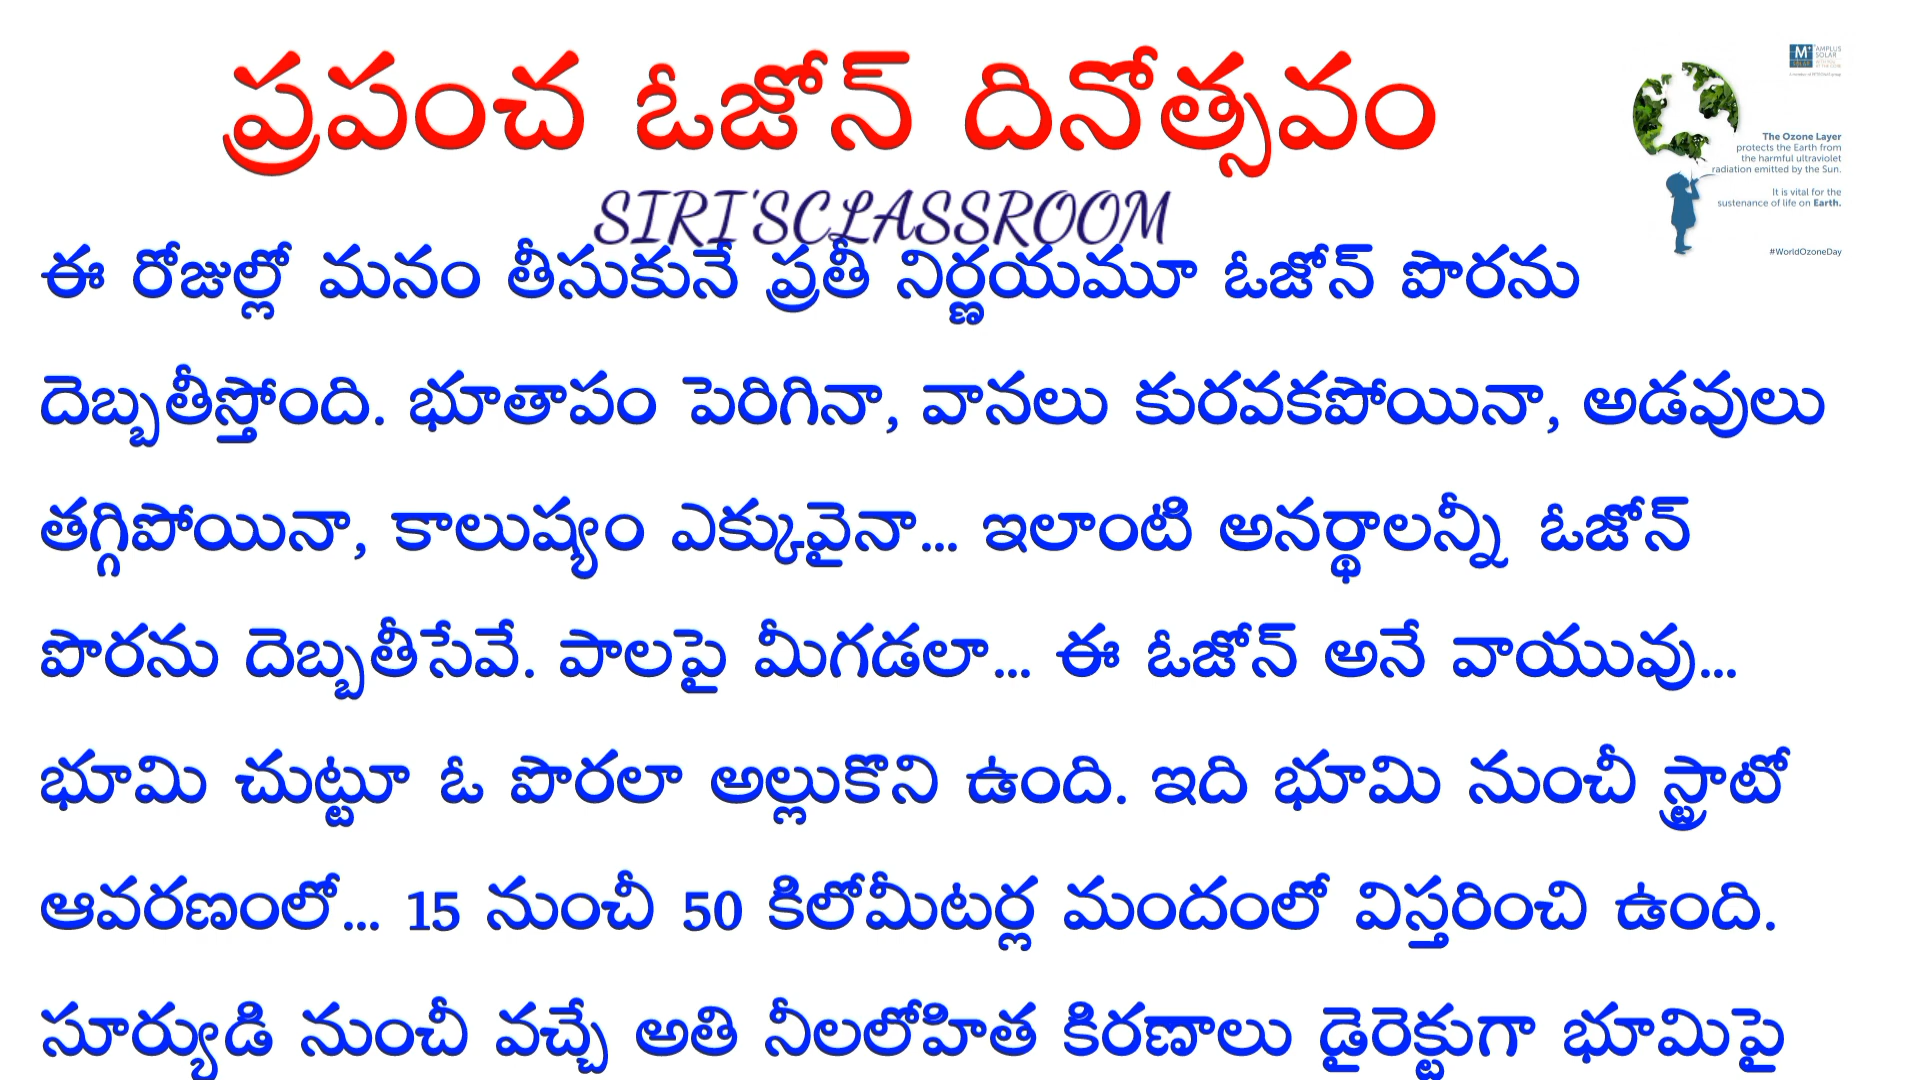 ప్రపంచ ఓజోన్ దినోత్సవం
SIRI'SCLASSROOM
AMPLUS
SOLAR
The Ozone Layer
protects the Earth from
the harmful ultraviolet
radiation emitted by the Sun.
It is vital for the
sustenance of life on Earth.
#WorldOzoneDay
ఈ రోజుల్లో మనం తీసుకునే ప్రతీ నిర్ణయమూ ఓజోన్ పొరను
దెబ్బతీస్తోంది. భూతాపం పెరిగినా, వానలు కురవకపోయినా, అడవులు
తగ్గిపోయినా, కాలుష్యం ఎక్కువైనా... ఇలాంటి అనర్థాలన్నీ ఓజోన్
పొరను దెబ్బతీసేవే. పాలపై మీగడలా... ఈ ఓజోన్ అనే వాయువు...
భూమి చుట్టూ ఓ పొరలా అల్లుకొని ఉంది. ఇది భూమి నుంచీ స్ట్రాటో
ఆవరణంలో... 15 నుంచీ 50 కిలోమీటర్ల మందంలో విస్తరించి ఉంది.
సూర్యుడి నుంచీ వచ్చే అతి నీలలోహిత కిరణాలు డైరెక్టుగా భూమిపై